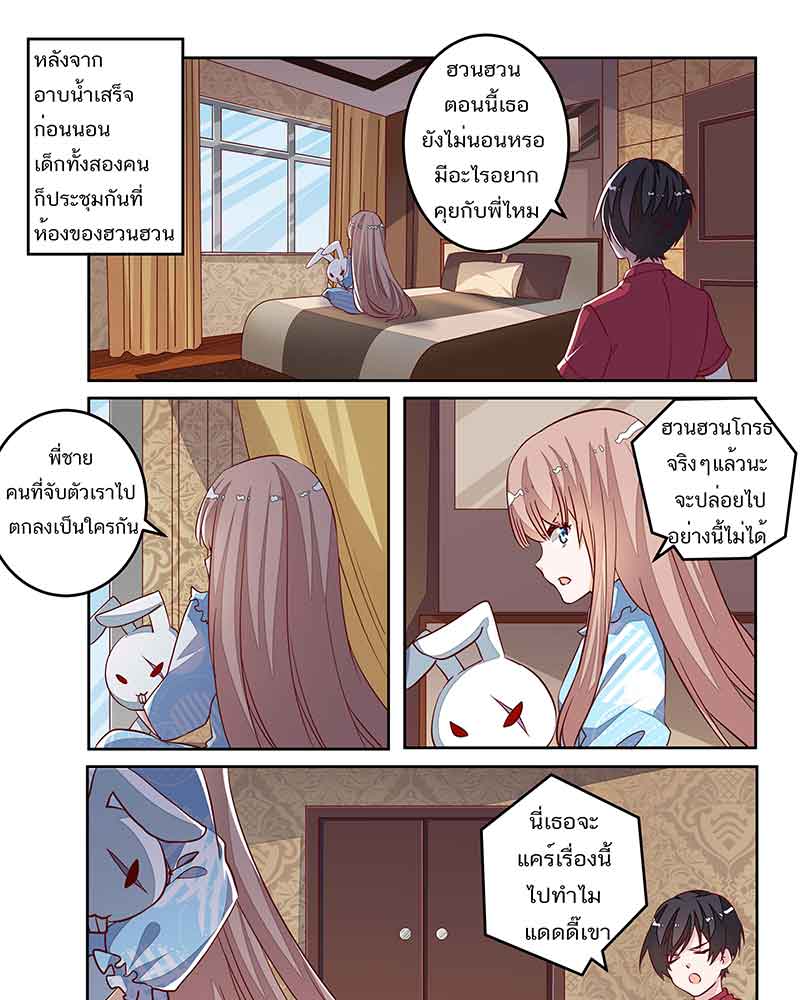 หลังจาก
อาบน้ำเสร็จ
ก่อนนอน
เด็กทั้งสองคน
ก็ประชุมกันที่
ห้องของฮวนฮวน
ฮวนฮวน
ตอนนี้เธอ
ยังไม่นอนหรอ
มีอะไรอยาก
คุยกับพี่ไหม
พี่ชาย
คนที่จับตัวเราไป
ตกลงเป็นใครกัน
ฮวนฮวนโกรธ
จริงๆแล้วนะ
จะปล่อยไป
อย่างนี้ไม่ได้
นี่เธอจะ
แคร์เรื่องนี้
ไปทำไม
แดดดี๊เขา